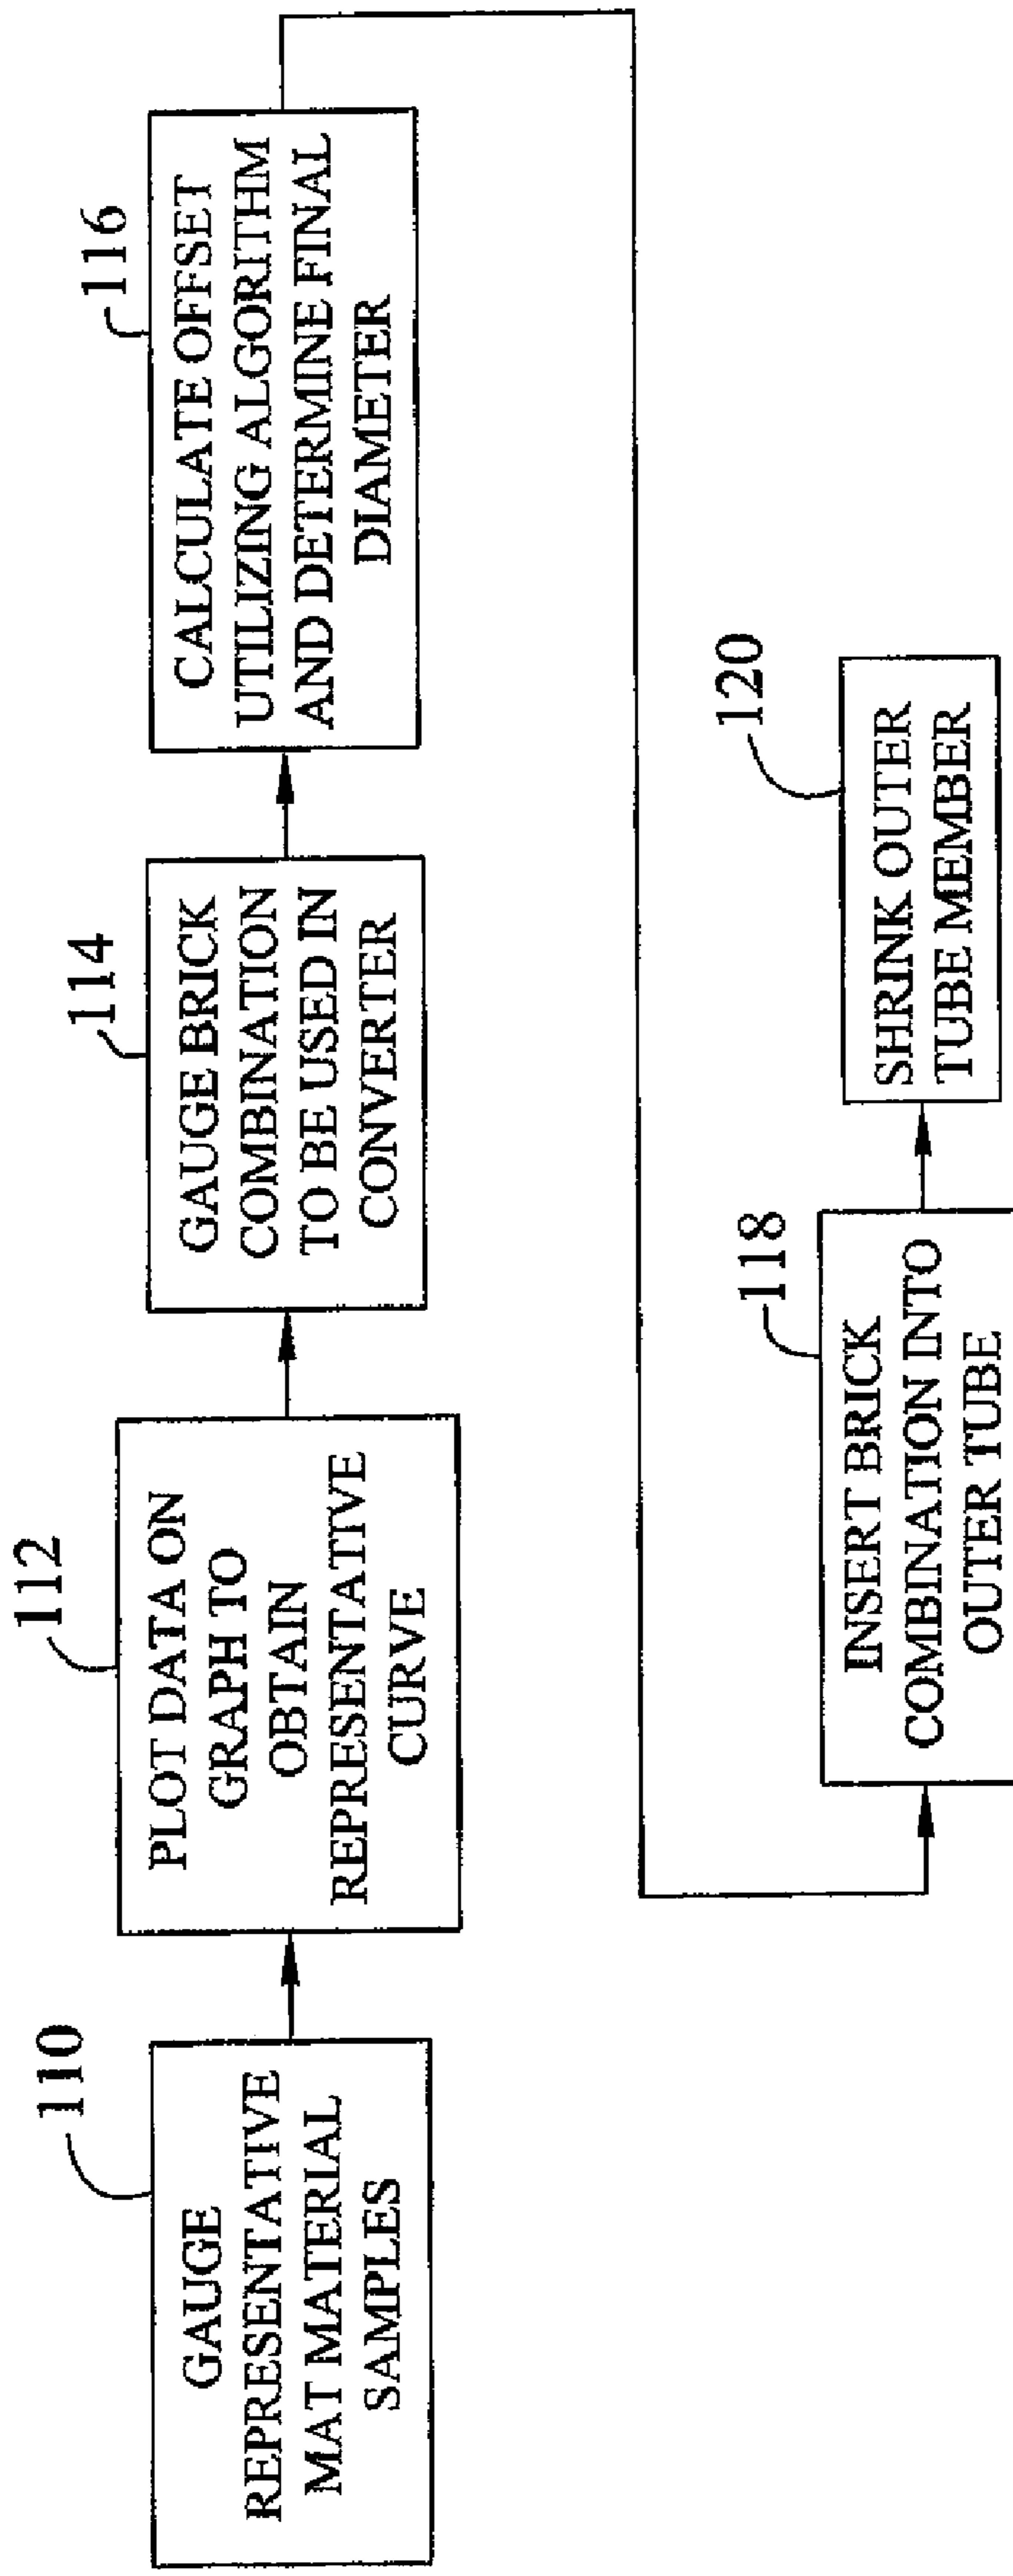 110
GAUGE
REPRESENTATIVE
MAT MATERIAL
SAMPLES
112
PLOT DATA ON
GRAPH TO
OBTAIN
REPRESENTATIVE
CURVE
114
GAUGE BRICK
COMBINATION
TO BE USED IN
CONVERTER
116
CALCULATE OFFSET
UTILIZING ALGORITHM
AND DETERMINE FINAL
DIAMETER
118
INSERT BRICK
COMBINATION INTO
OUTER TUBE
120
SHRINK OUTER
TUBE MEMBER